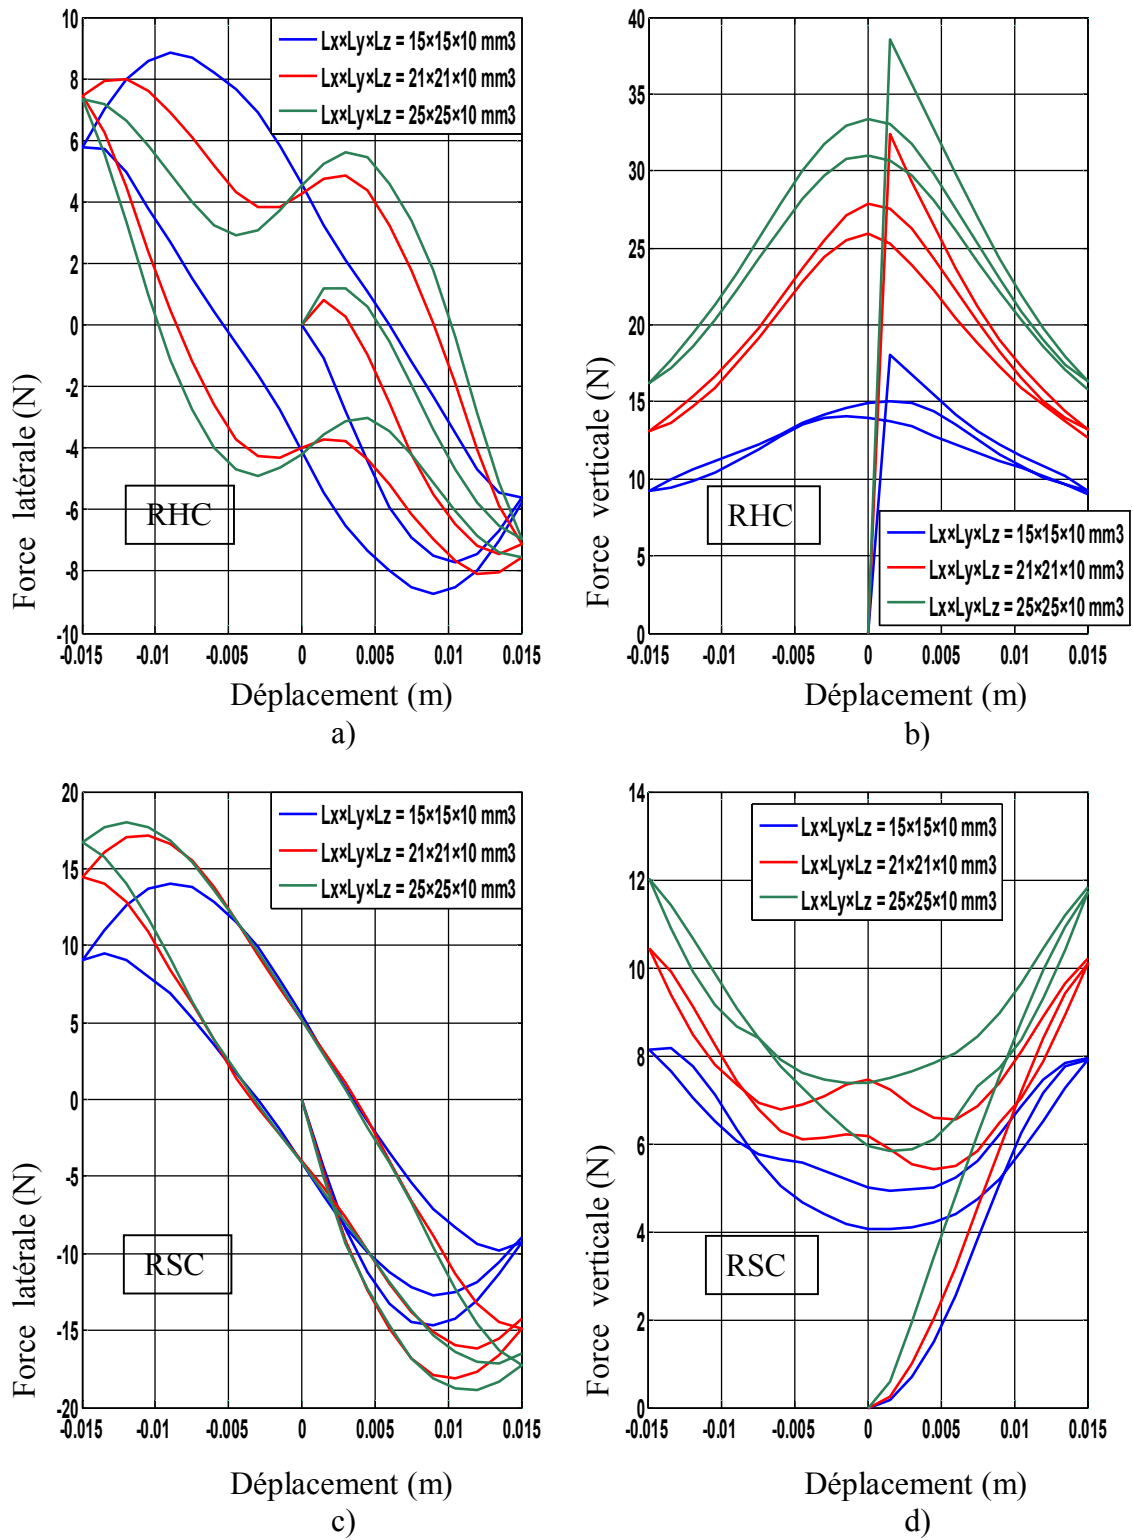 10
8
6
4
2
0
-2
-4
-6
-8
-10
-0.015 -0.01 -0.005 0 0.005 0.01 0.015
Force latérale (N)
Déplacement (m)
a)
Lx×Ly×Lz = 15×15×10 mm3
Lx×Ly×Lz = 21×21×10 mm3
Lx×Ly×Lz = 25×25×10 mm3
RHC
40
35
30
25
20
15
10
5
0
-0.015 -0.01 -0.005 0 0.005 0.01 0.015
Force verticale (N)
Déplacement (m)
b)
RHC
Lx×Ly×Lz = 15×15×10 mm3
Lx×Ly×Lz = 21×21×10 mm3
Lx×Ly×Lz = 25×25×10 mm3
20
15
10
5
0
-5
-10
-15
-20
-0.015 -0.01 -0.005 0 0.005 0.01 0.015
Force latérale (N)
Déplacement (m)
c)
Lx×Ly×Lz = 15×15×10 mm3
Lx×Ly×Lz = 21×21×10 mm3
Lx×Ly×Lz = 25×25×10 mm3
RSC
14
12
10
8
6
4
2
0
-0.015 -0.01 -0.005 0 0.005 0.01 0.015
Force verticale (N)
Déplacement (m)
d)
Lx×Ly×Lz = 15×15×10 mm3
Lx×Ly×Lz = 21×21×10 mm3
Lx×Ly×Lz = 25×25×10 mm3
RSC